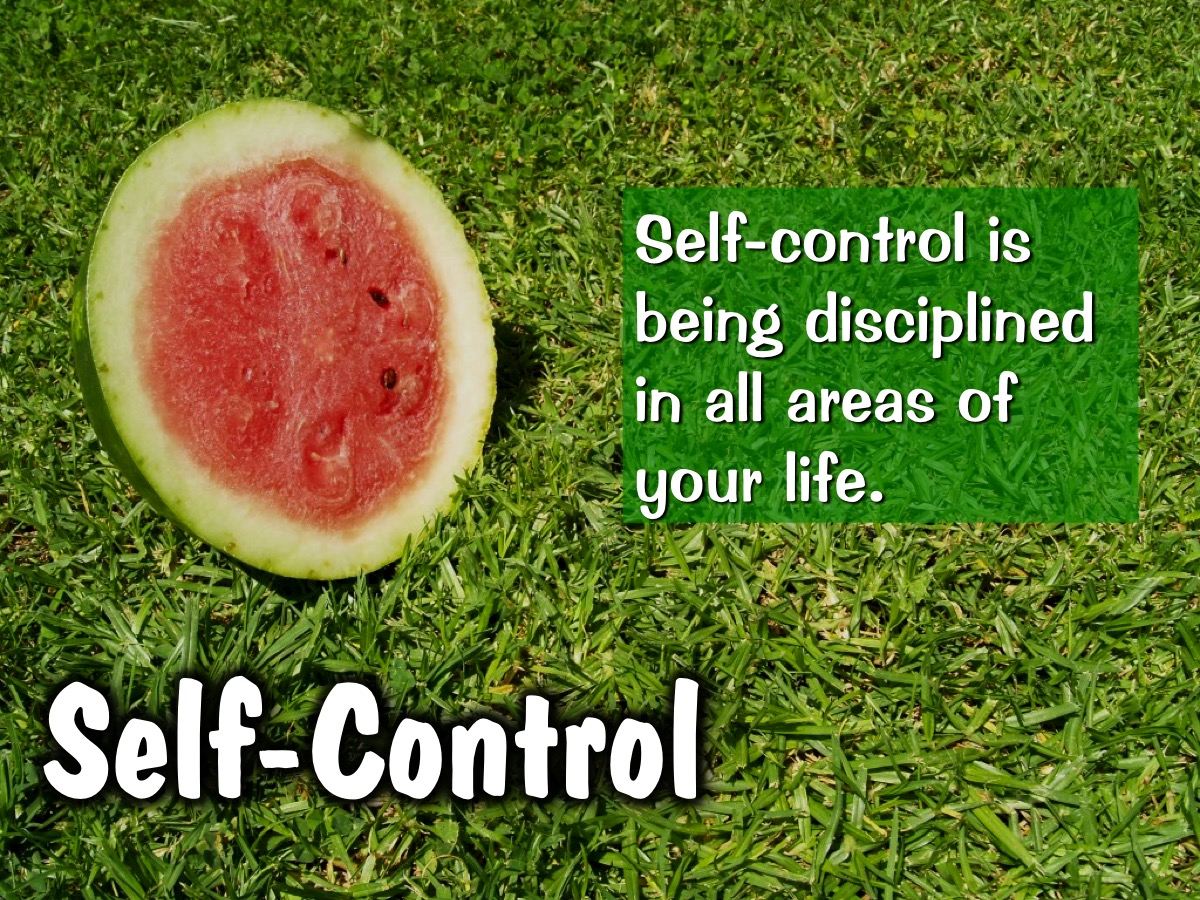 Self-control is
being disciplined
in all areas of
your life.
Self-Control